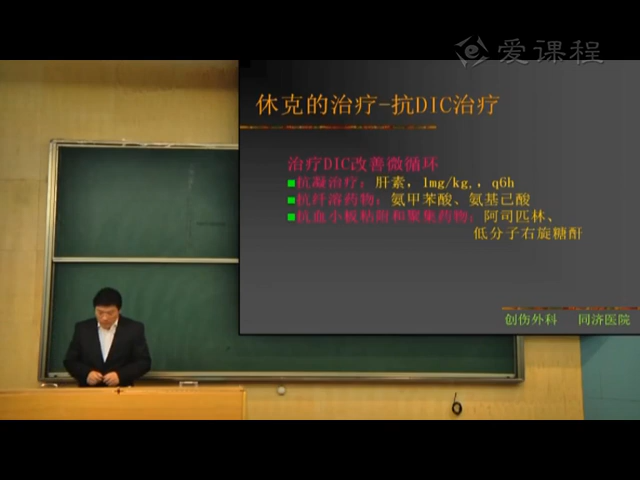 爱课程
休克的治疗-抗DIC治疗
治疗DIC改善微循环
抗凝治疗：肝素，1mg/kg,，q6h
抗纤溶药物：氨甲苯酸、氨基己酸
抗血小板粘附和聚集药物：阿司匹林、
低分子右旋糖酐
创伤外科 同济医院